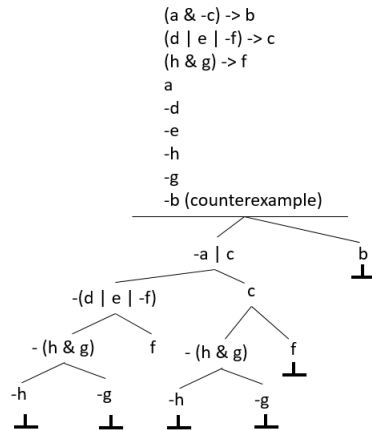 (a & -c) -> b
(d | e | -f) -> c
(h & g) -> f
a
-d
-e
-h
-g
-b (counterexample)
-a | c
b
-(d | e | -f)
c
- (h & g)
f
- (h & g)
f
-h
-g
-h
-g